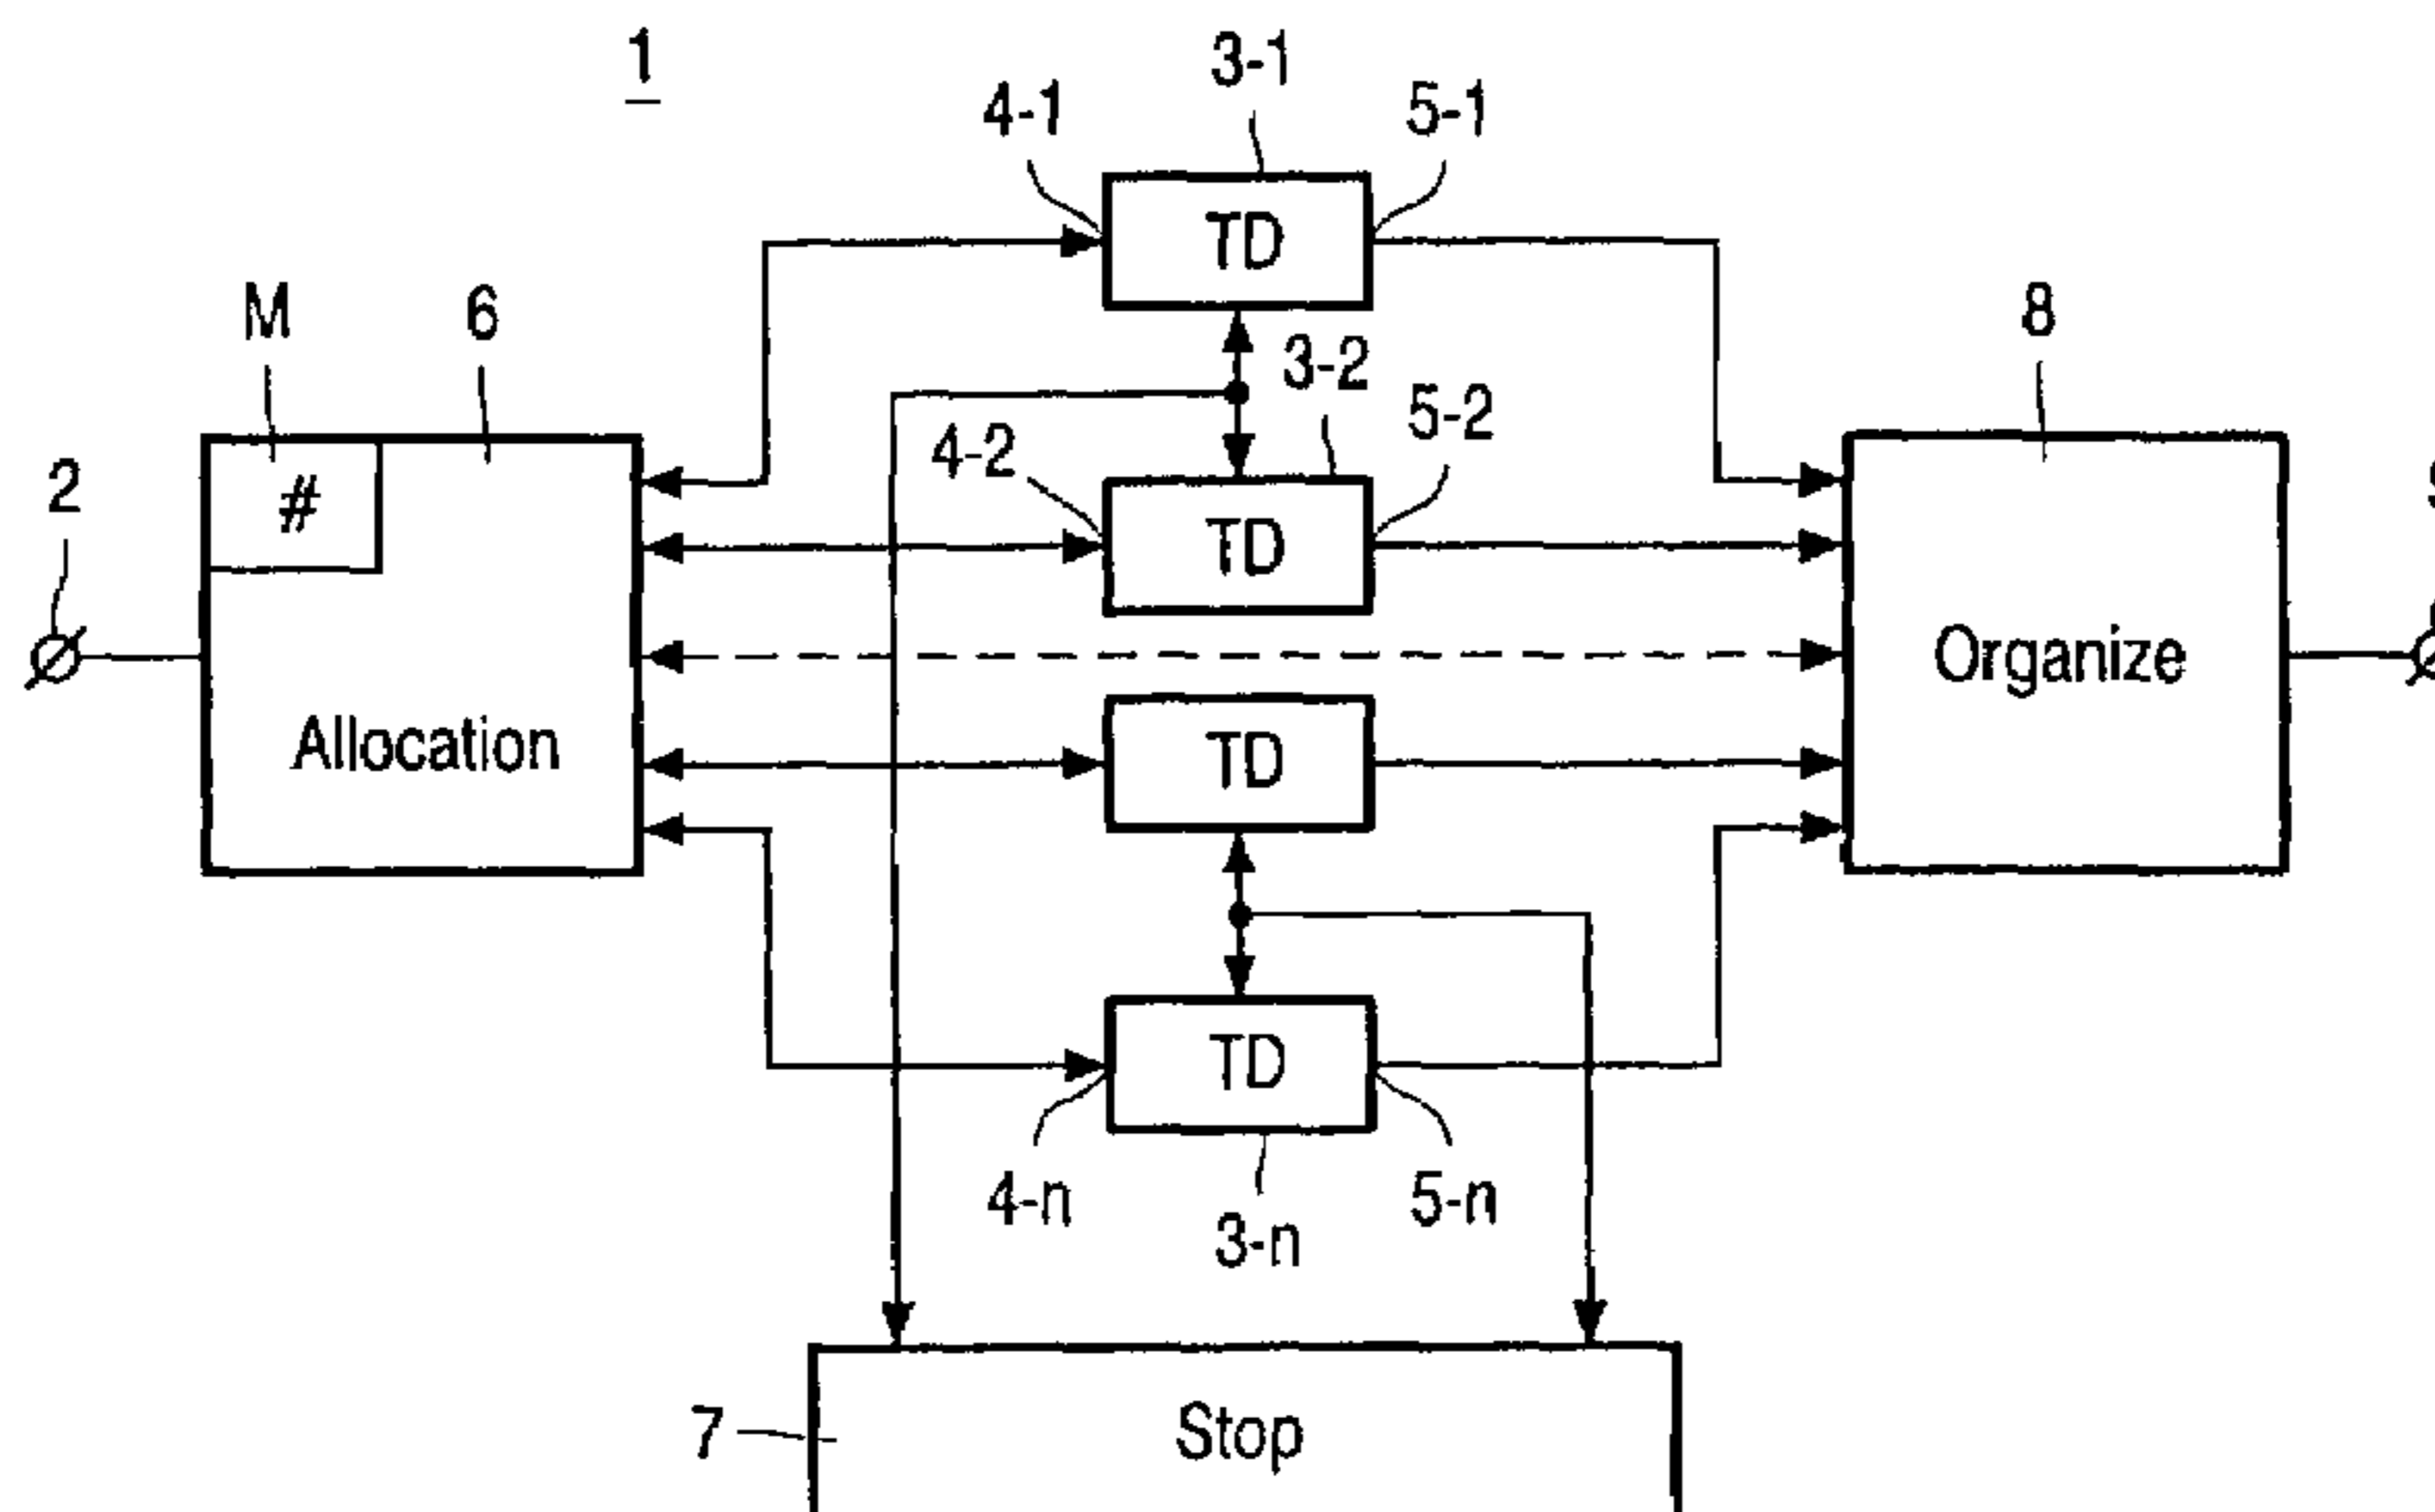 1
3-1
4-1
5-1
TD
M
6
8
3-2
5-2
4-2
2
#
TD
Organize
Allocation
TD
TD
4-n
5-n
3-n
7
Stop